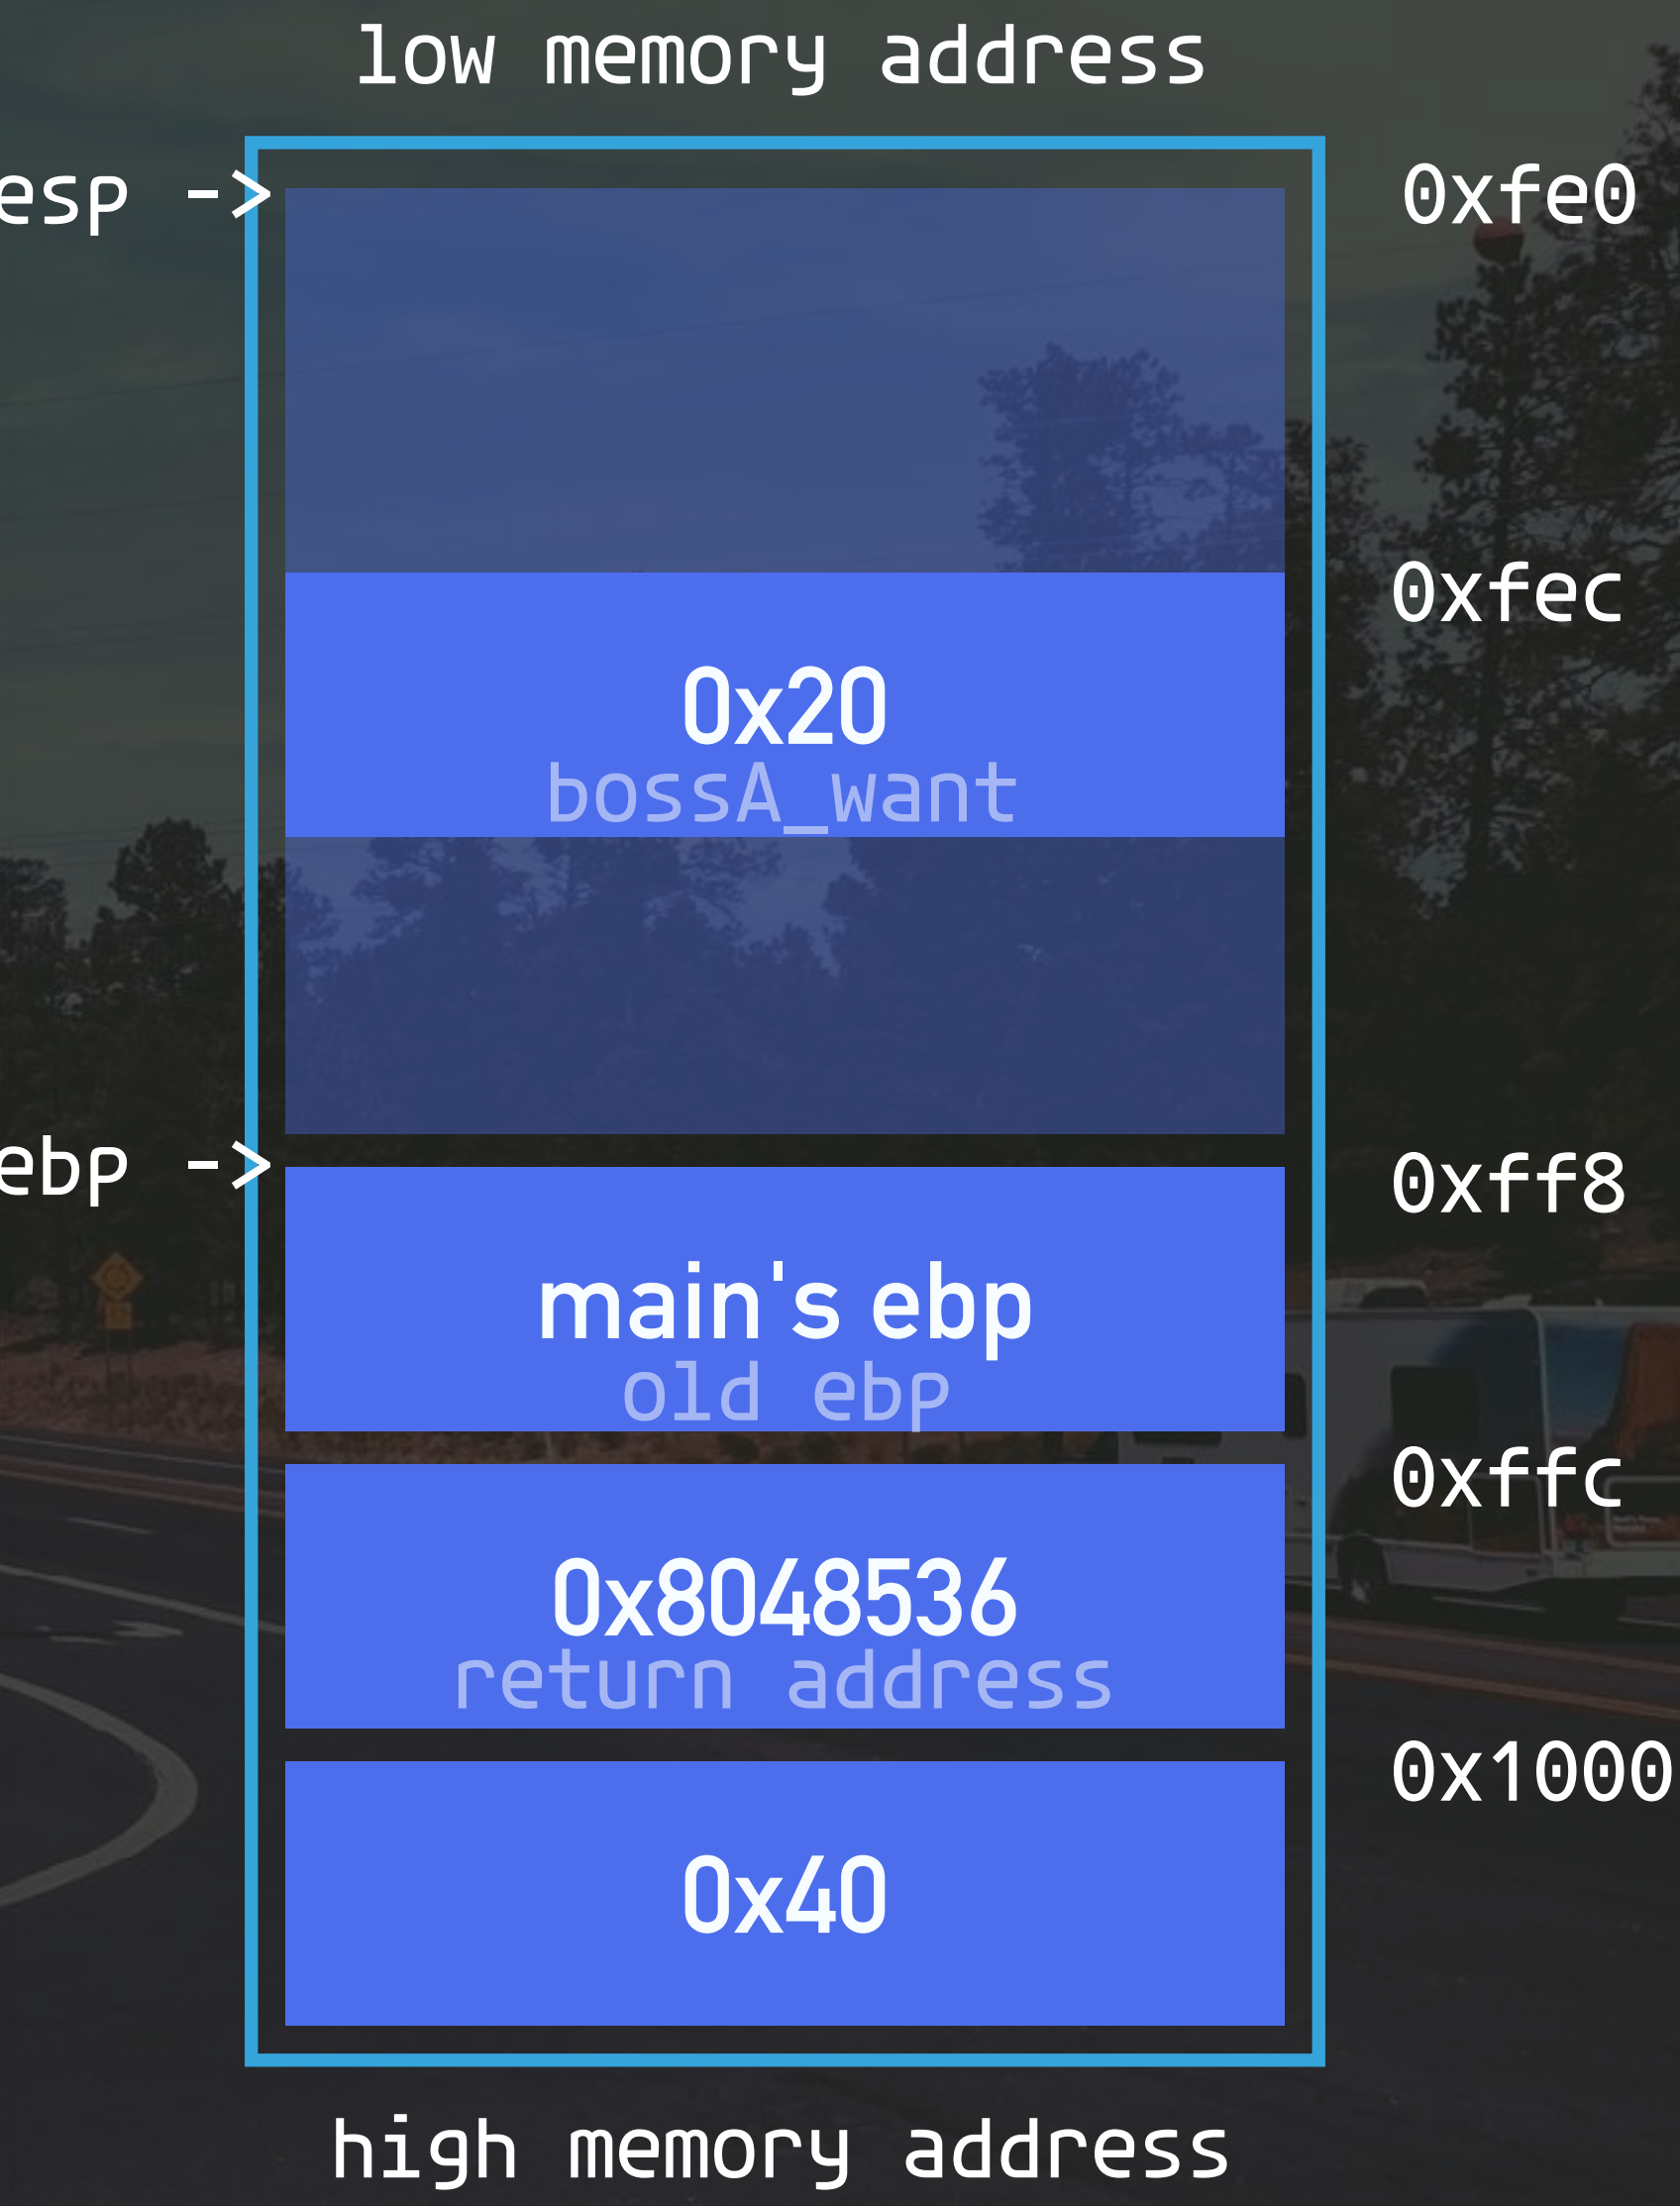 low memory address
esp -> 0xfe0
0xfec
0x20
bossA_want
ebp -> 0xff8
main's ebp
old ebp
0xffc
0x8048536
return address
0x1000
0x40
high memory address